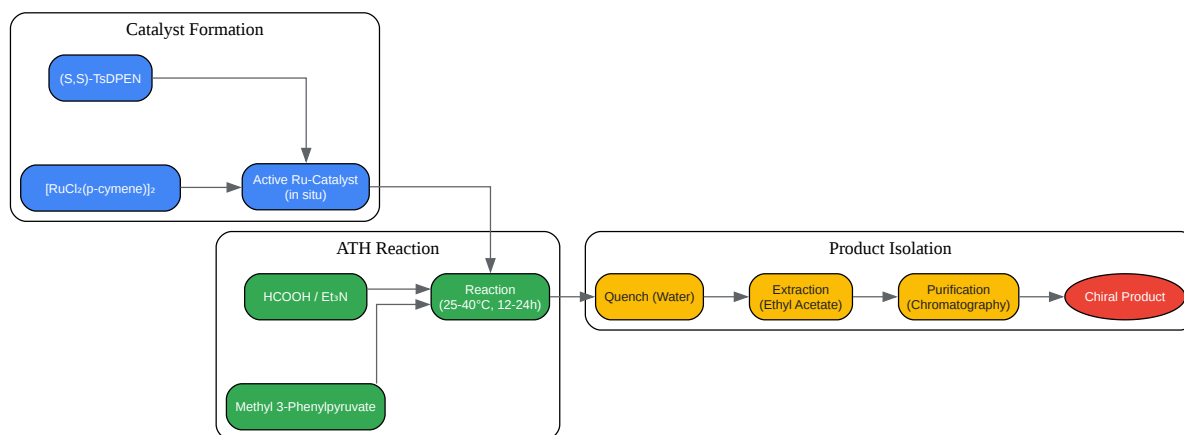 Catalyst Formation
(S,S)-TsDPEN
[RuCl₂(p-cymene)]₂
Active Ru-Catalyst
(in situ)
ATH Reaction
HCOOH / Et₃N
Methyl 3-Phenylpyruvate
Reaction
(25-40°C, 12-24h)
Product Isolation
Quench (Water)
Extraction
(Ethyl Acetate)
Purification
(Chromatography)
Chiral Product